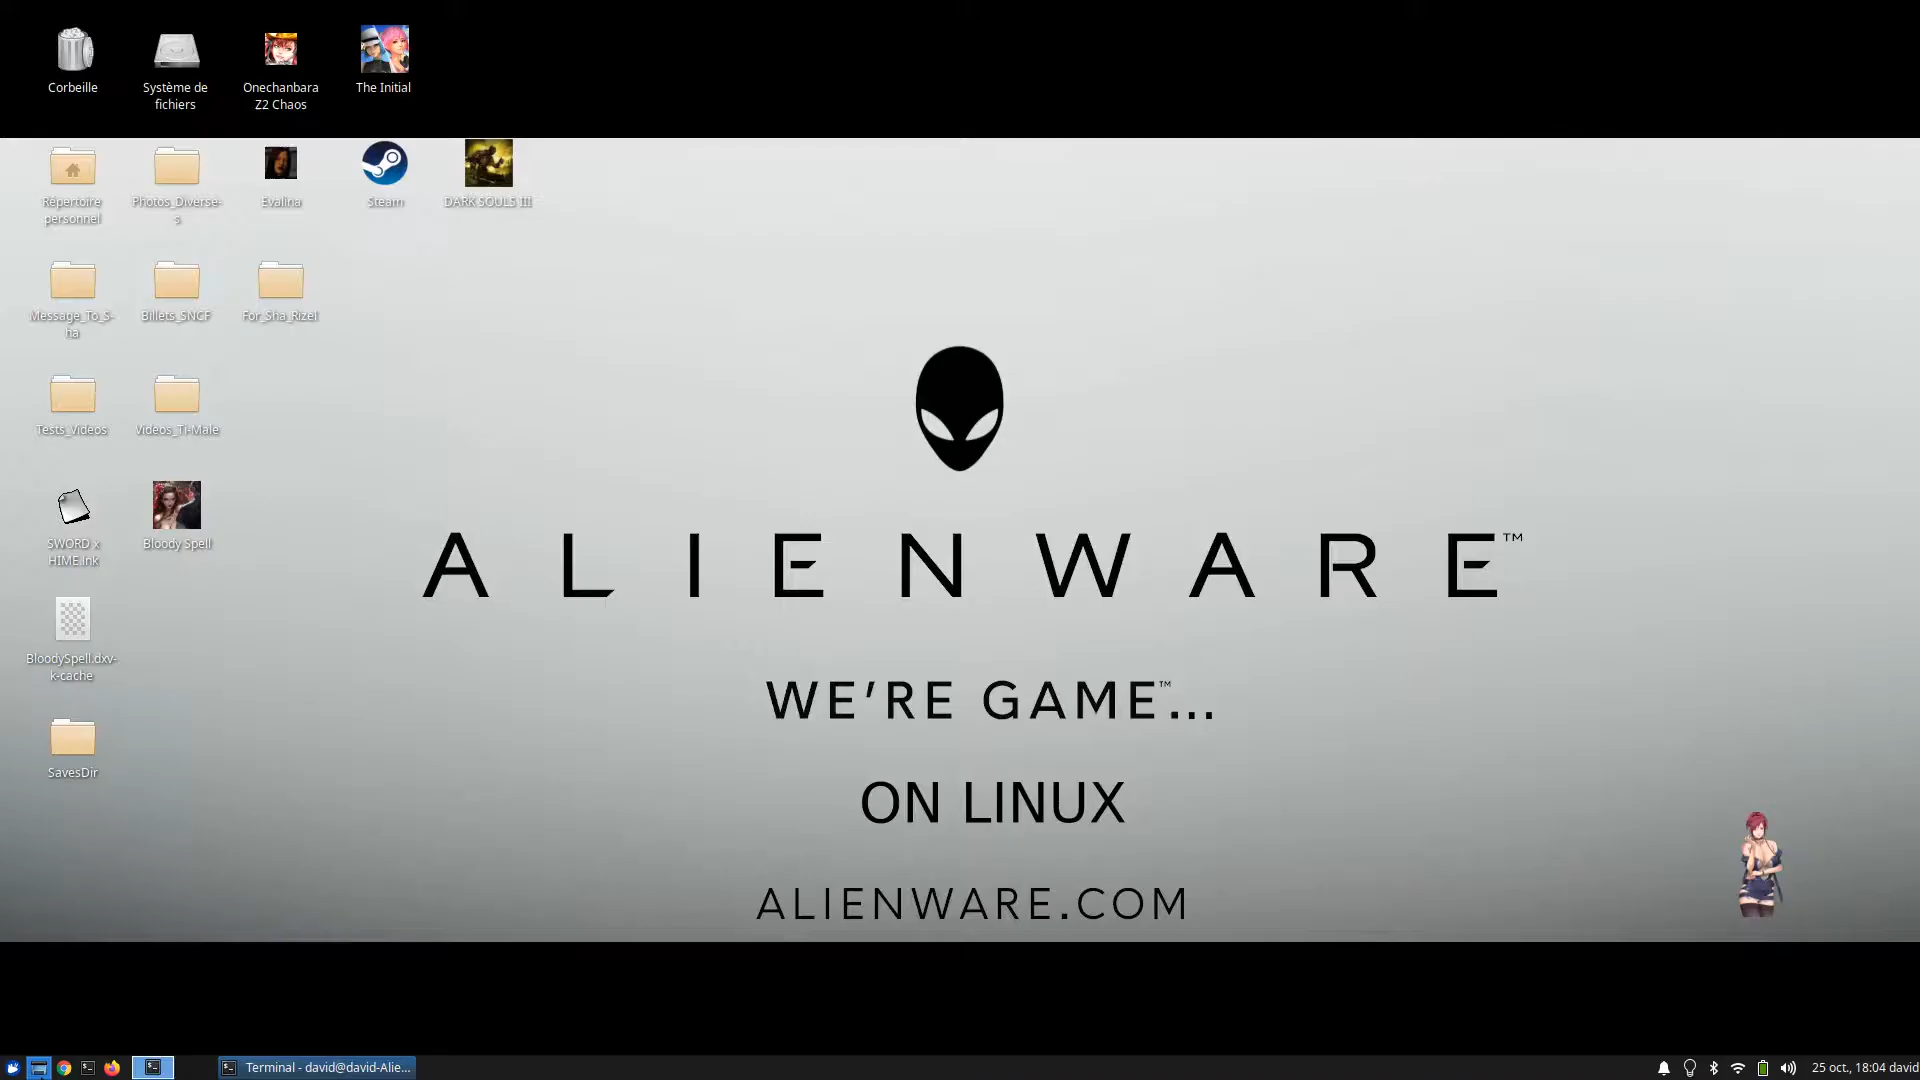 Corbeille
Système de
fichiers
Onechanbara
Z2 Chaos
The Initial
Répertoire
personnel
Photos_Diverse-
s
Evalina
Steam
DARK SOULS III
Message_To_S-
ha
Billets_SNCF
For_Sha_Rizel
Tests_Videos
Videos_Ti-Male
SWORD x
HIME.lnk
Bloody Spell
BloodySpell.dxv-
k-cache
SavesDir
ALIENWARE™
WE'RE GAME™...
ON LINUX
ALIENWARE.COM
Terminal - david@david-Alie...
25 oct., 18:04 david